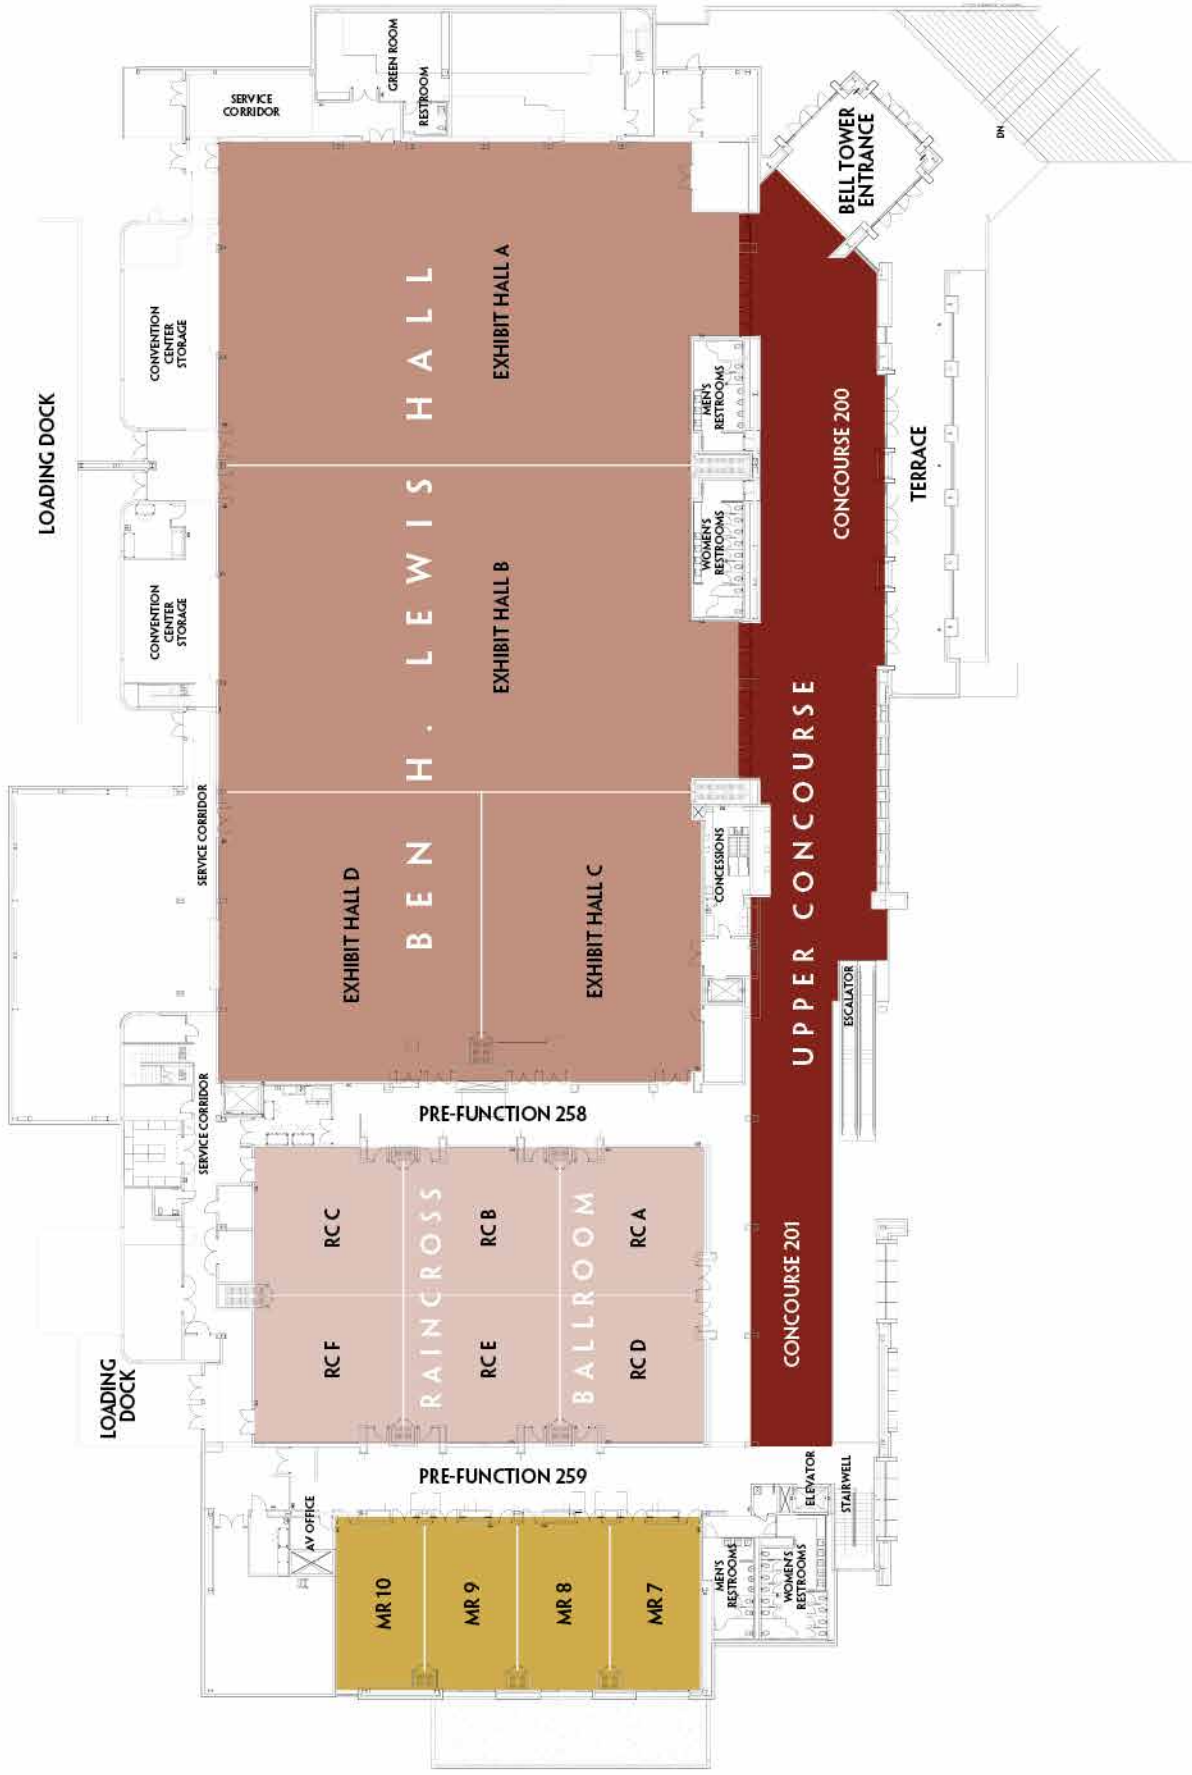 GREEN ROOM
RESTROOM
SERVICE
CORRIDOR
BELL TOWER
ENTRANCE
DN
LOADING DOCK
CONVENTION
CENTER
STORAGE
EXHIBIT HALL A
MEN'S
RESTROOMS
CONCOURSE 200
TERRACE
BEN H. LEWIS HALL
CONVENTION
CENTER
STORAGE
EXHIBIT HALL B
WOMEN'S
RESTROOMS
UPPER CONCOURSE
SERVICE CORRIDOR
EXHIBIT HALL D
EXHIBIT HALL C
CONCESSIONS
ESCALATOR
SERVICE CORRIDOR
PRE-FUNCTION 258
RC C
RC B
RC A
RAINCROSS
BALLROOM
CONCOURSE 201
RC F
RC E
RC D
LOADING
DOCK
PRE-FUNCTION 259
AV OFFICE
ELEVATOR
STAIRWELL
MR 10
MR 9
MR 8
MR 7
MEN'S
RESTROOMS
WOMEN'S
RESTROOMS